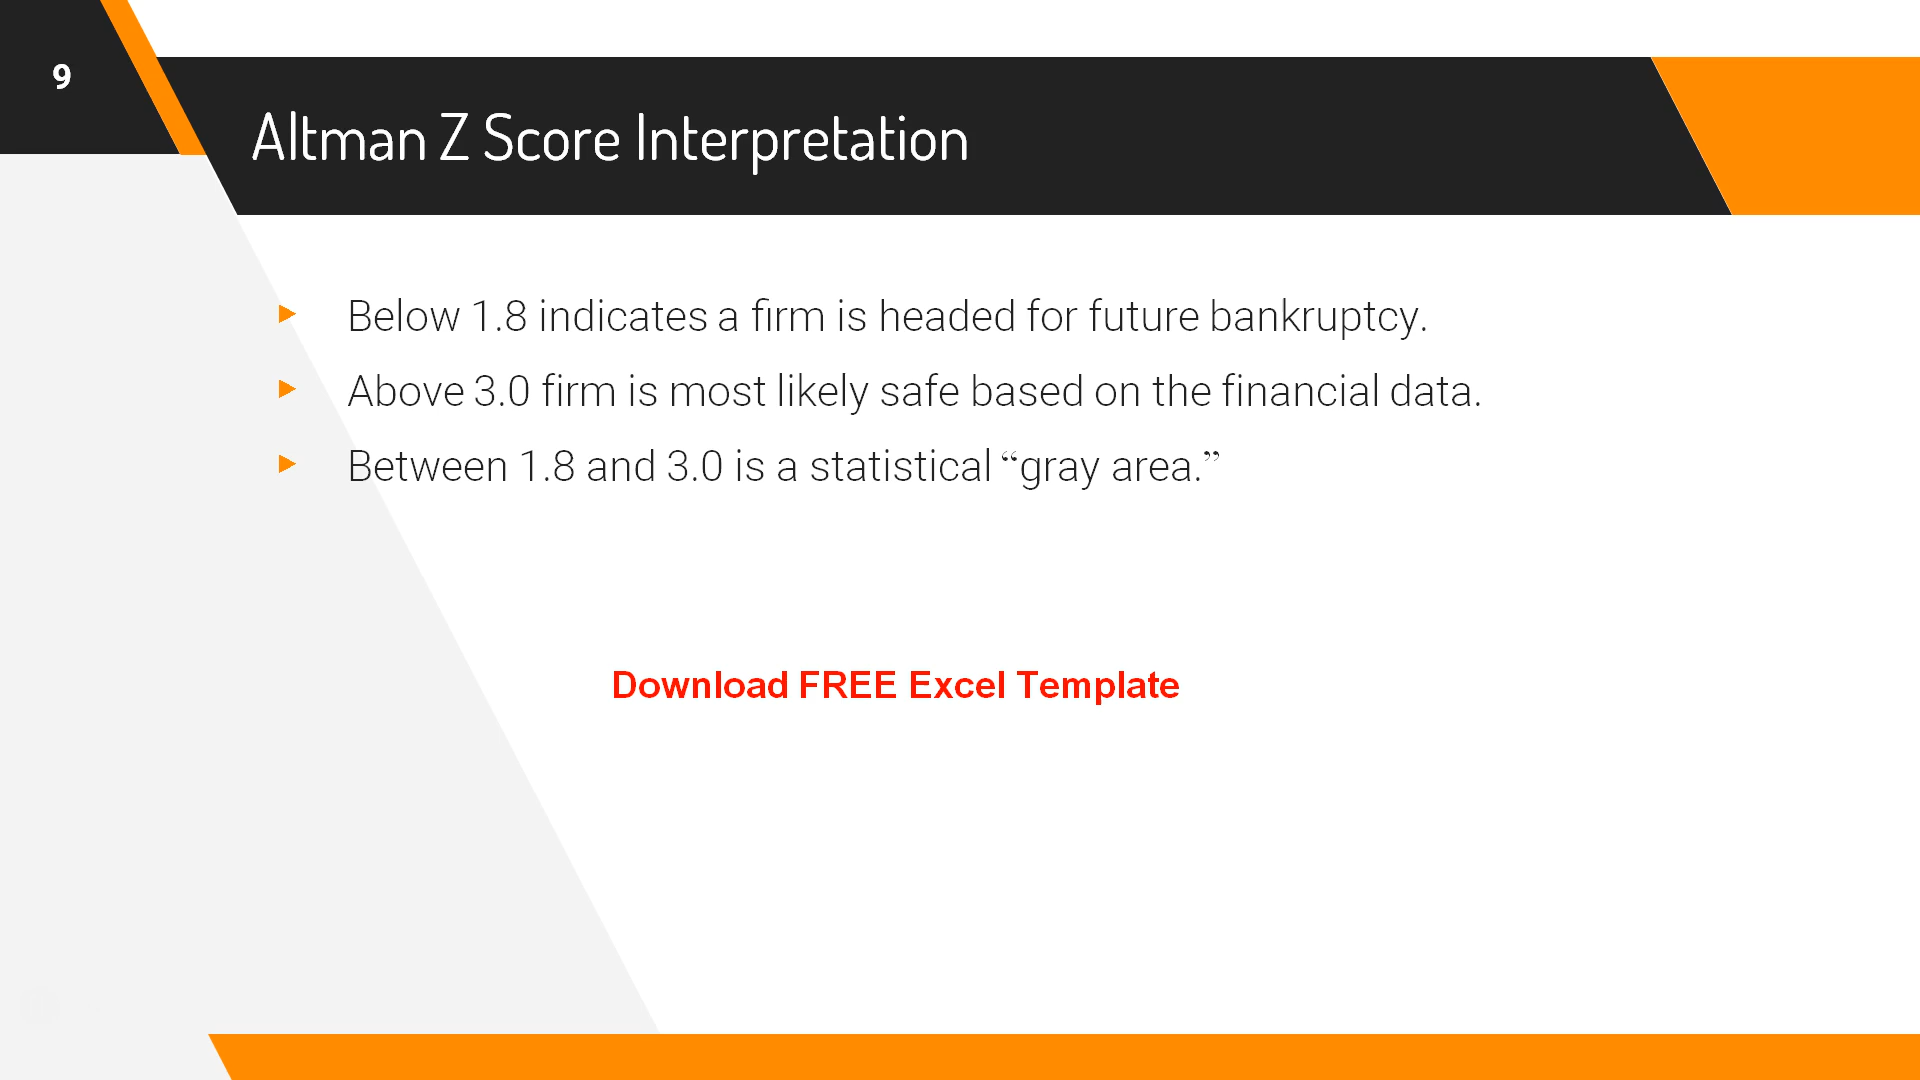 9
Altman Z Score Interpretation
Below 1.8 indicates a firm is headed for future bankruptcy.
Above 3.0 firm is most likely safe based on the financial data.
Between 1.8 and 3.0 is a statistical “gray area.”
Download FREE Excel Template